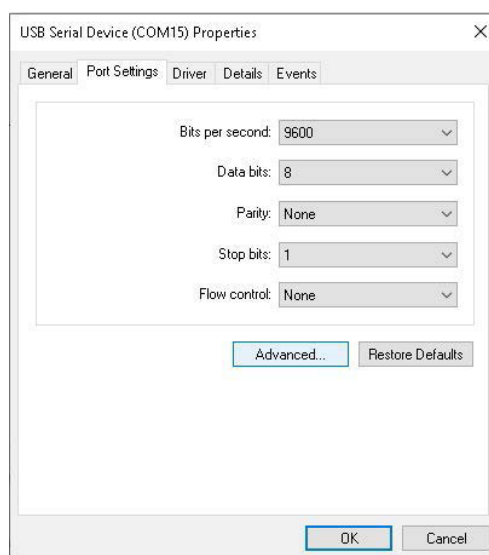 USB Serial Device (COM15) Properties
General Port Settings Driver Details Events
Bits per second: 9600
Data bits: 8
Parity: None
Stop bits: 1
Flow control: None
Advanced... Restore Defaults
OK Cancel